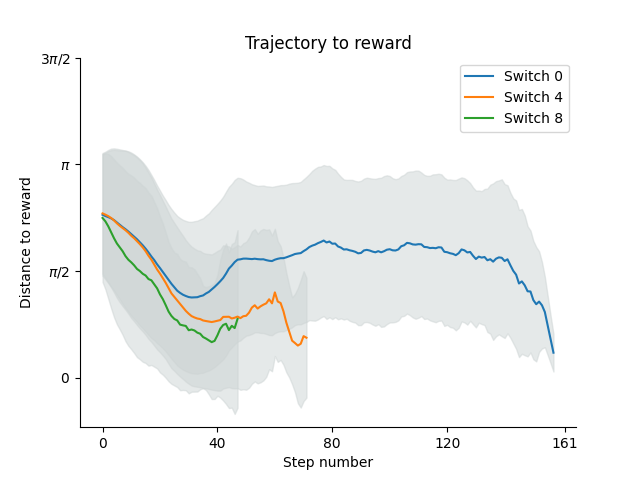 Trajectory to reward
3π/2
π
π/2
0
Distance to reward
Switch 0
Switch 4
Switch 8
0 40 80 120 161
Step number